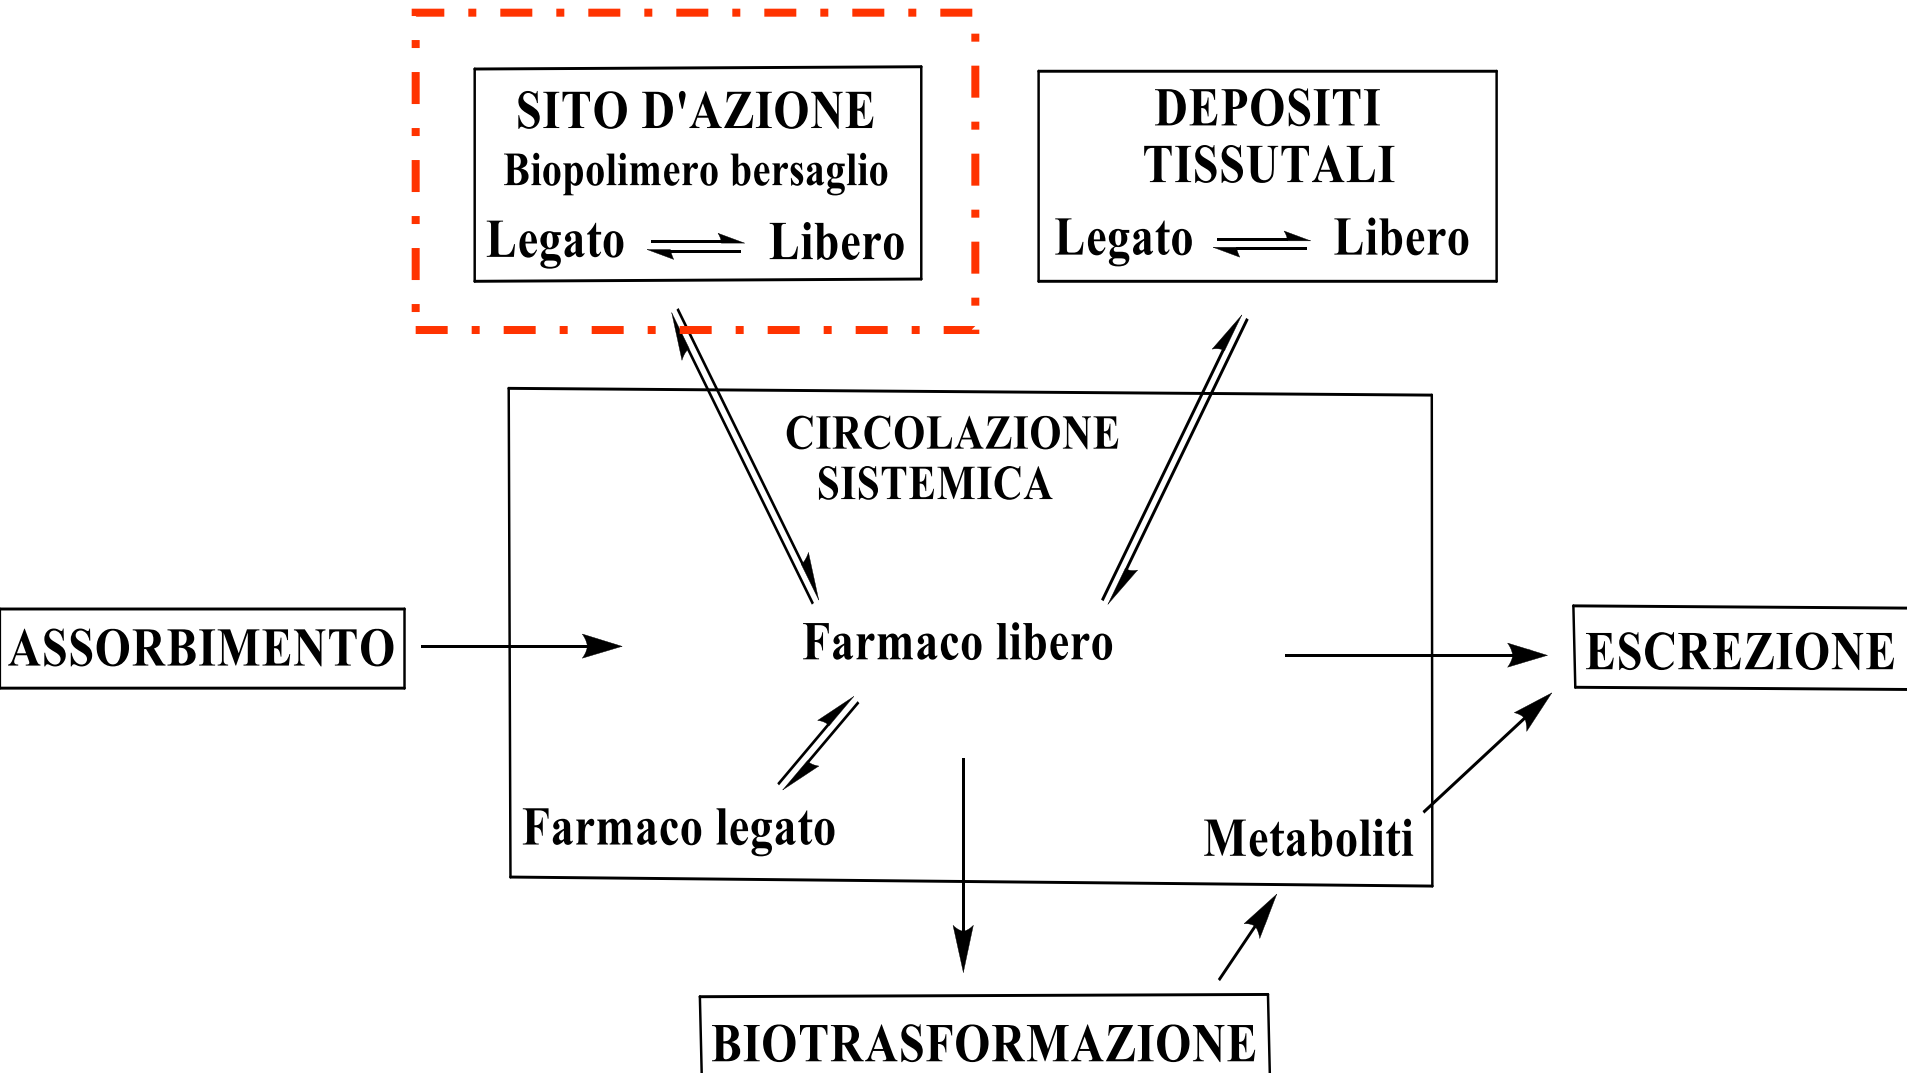 SITO D'AZIONE
Biopolimero bersaglio
Legato Libero
DEPOSITI
TISSUTALI
Legato Libero
CIRCOLAZIONE
SISTEMICA
ASSORBIMENTO
Farmaco libero
ESCREZIONE
Farmaco legato
Metaboliti
BIOTRASFORMAZIONE